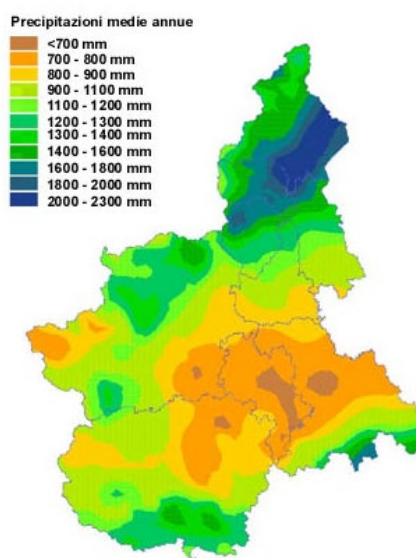 Precipitazioni medie annue
<700 mm
700 - 800 mm
800 - 900 mm
900 - 1100 mm
1100 - 1200 mm
1200 - 1300 mm
1300 - 1400 mm
1400 - 1600 mm
1600 - 1800 mm
1800 - 2000 mm
2000 - 2300 mm